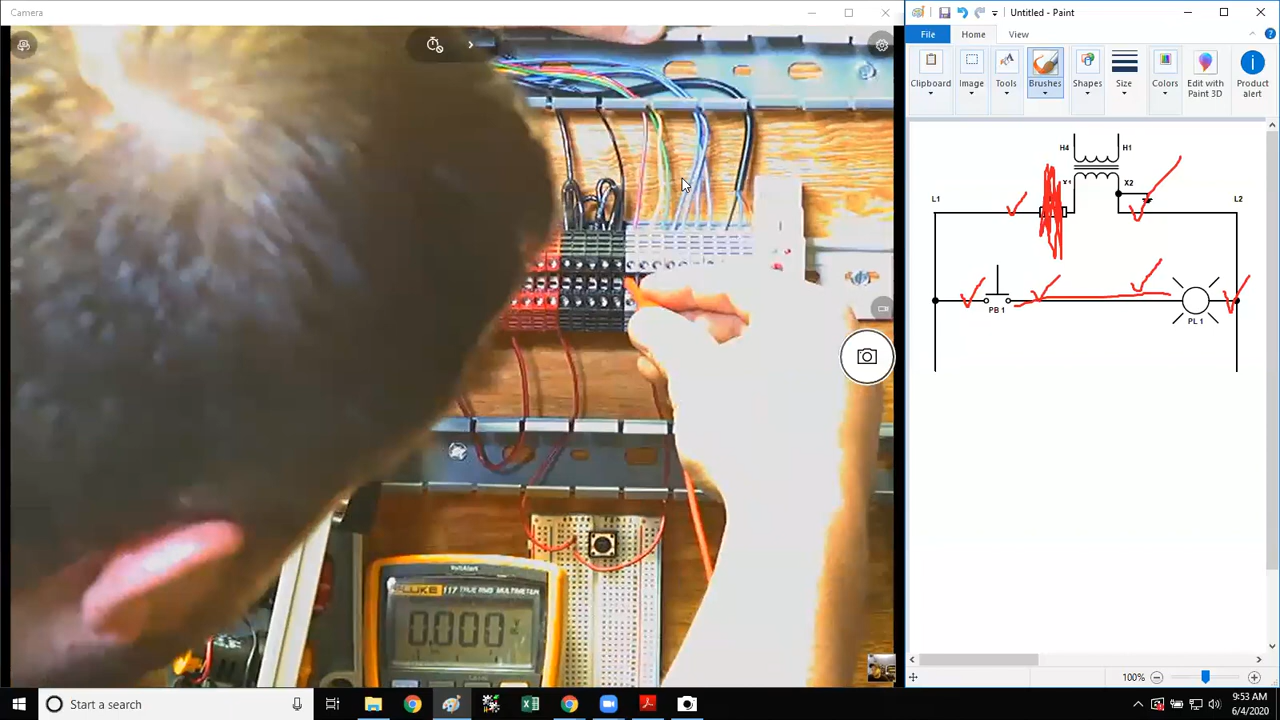 Camera
Untitled - Paint
File
Home
View
Clipboard
Image
Tools
Brushes
Shapes
Size
Colors
Edit with
Paint 3D
Product
alert
H4
H1
X2
L1
L2
PB 1
PL 1
VoltAlert
FLUKE 117 TRUE RMS MULTIMETER
0.000 V
100%
Start a search
9:53 AM
6/4/2020